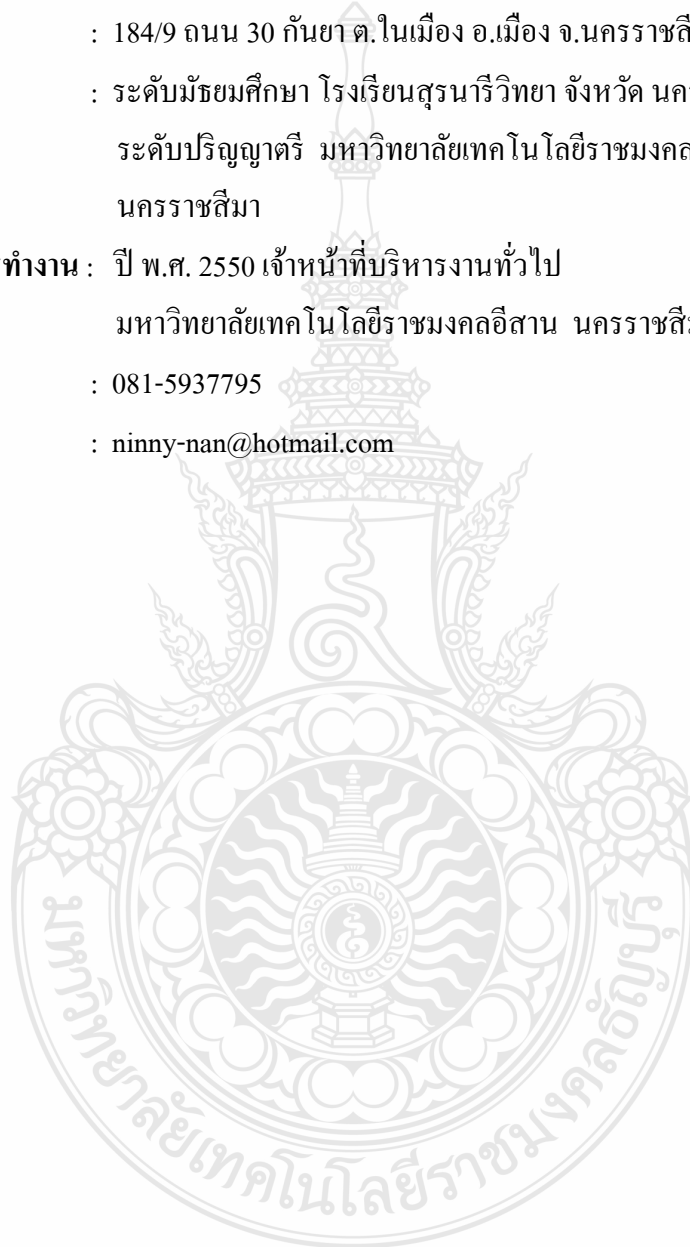 : 184/9 ถนน 30 กันยา ต.ในเมือง อ.เมือง จ.นครราชสี
: ระดับมัธยมศึกษา โรงเรียนสุรนารีวิทยา จังหวัด นค
ระดับปริญญาตรี มหาวิทยาลัยเทคโนโลยีราชมงคล
นครราชสีมา
ทำงาน : ปี พ.ศ. 2550 เจ้าหน้าที่บริหารงานทั่วไป
มหาวิทยาลัยเทคโนโลยีราชมงคลอีสาน นครราชสี
: 081-5937795
: ninny-nan@hotmail.com
มหาวิทยาลัยเทคโนโลยีราชมงคลธัญบุรี